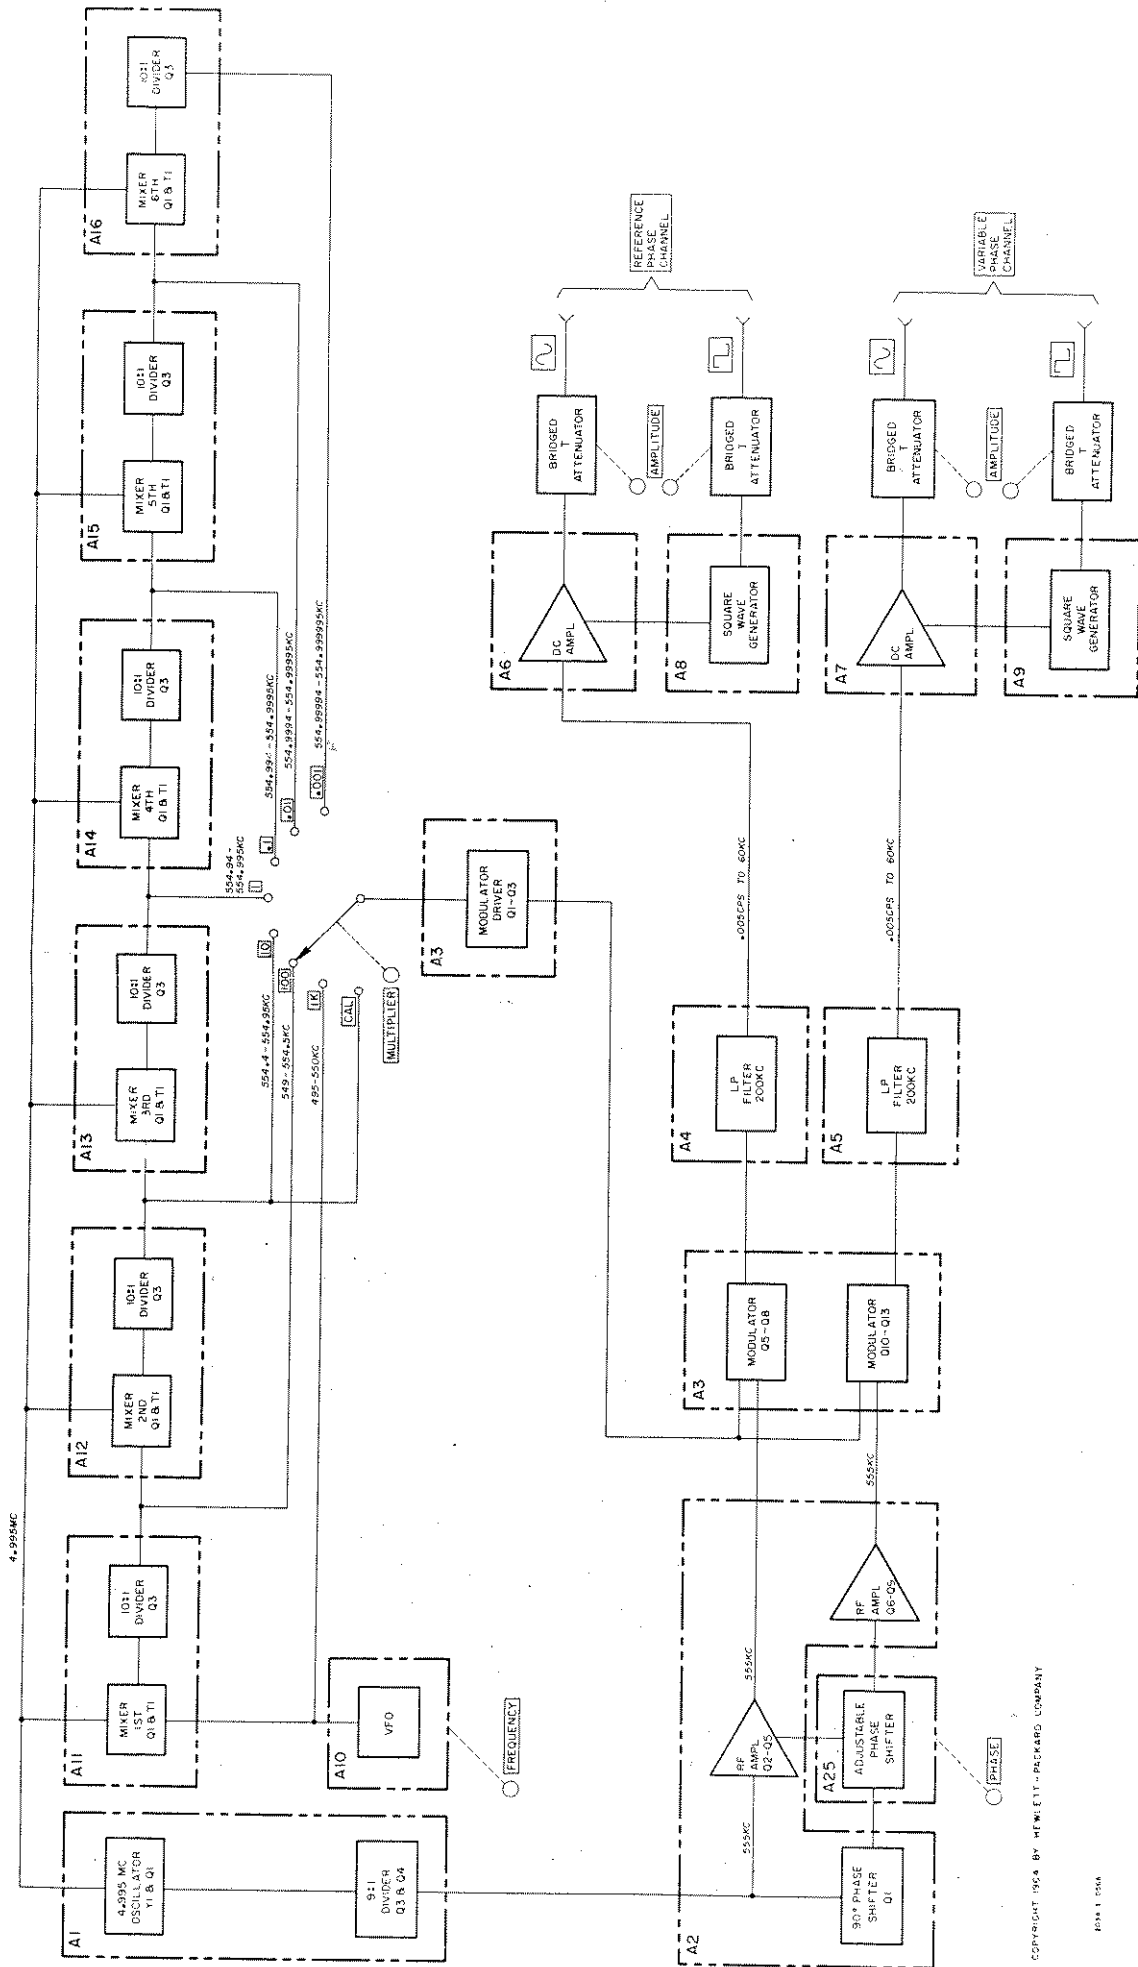 4.995MC
A1
4.995 MC
OSCILLATOR
Y1 & Q1
9:1
DIVIDER
Q3 & Q4
A11
MIXER
1ST
Q1 & T1
10:1
DIVIDER
Q3
A10
VFO
FREQUENCY
A12
MIXER
2ND
Q1 & T1
10:1
DIVIDER
Q3
A13
MIXER
3RD
Q1 & T1
10:1
DIVIDER
Q3
A14
MIXER
4TH
Q1 & T1
10:1
DIVIDER
Q3
A15
MIXER
5TH
Q1 & T1
10:1
DIVIDER
Q3
A16
MIXER
6TH
Q1 & T1
10:1
DIVIDER
Q3
554.4-554.95KC
549-554.5KC
495-550KC
554.94-
554.995KC
554.994-554.9995KC
554.9994-554.99995KC
554.99994-554.999995KC
CAL
1K
100
10
1
.1
.01
.001
MULTIPLIER
A3
MODULATOR
DRIVER
Q1-Q3
A2
90° PHASE
SHIFTER
Q1
555KC
RF
AMPL
Q2-Q5
555KC
A25
ADJUSTABLE
PHASE
SHIFTER
PHASE
RF
AMPL
Q6-Q9
555KC
A3
MODULATOR
Q5-Q8
MODULATOR
Q10-Q13
A4
LP
FILTER
200KC
A5
LP
FILTER
200KC
.005CPS TO 60KC
.005CPS TO 60KC
A6
DC
AMPL
A8
SQUARE
WAVE
GENERATOR
BRIDGED
T
ATTENUATOR
AMPLITUDE
BRIDGED
T
ATTENUATOR
REFERENCE
PHASE
CHANNEL
A7
DC
AMPL
A9
SQUARE
WAVE
GENERATOR
BRIDGED
T
ATTENUATOR
AMPLITUDE
BRIDGED
T
ATTENUATOR
VARIABLE
PHASE
CHANNEL
COPYRIGHT 1964 BY HEWLETT-PACKARD COMPANY